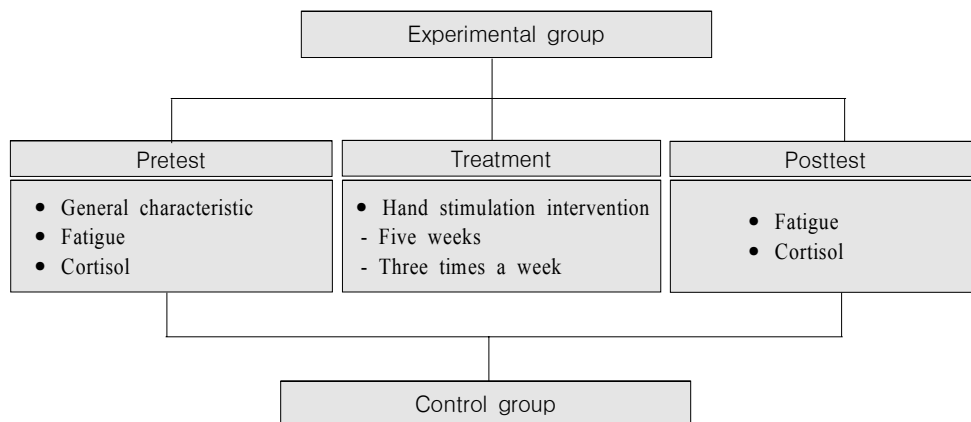 Experimental group
Pretest
● General characteristic
● Fatigue
● Cortisol
Treatment
● Hand stimulation intervention
- Five weeks
- Three times a week
Posttest
● Fatigue
● Cortisol
Control group